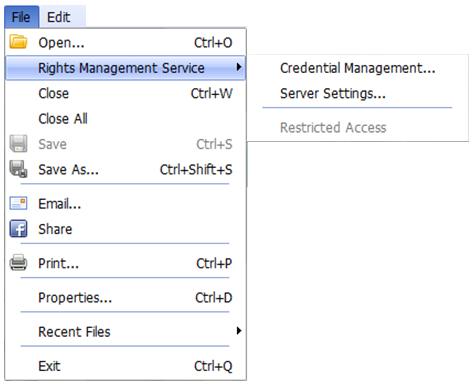 File Edit
Open... Ctrl+O
Rights Management Service
Credential Management...
Server Settings...
Restricted Access
Close Ctrl+W
Close All
Save Ctrl+S
Save As... Ctrl+Shift+S
Email...
Share
Print... Ctrl+P
Properties... Ctrl+D
Recent Files
Exit Ctrl+Q